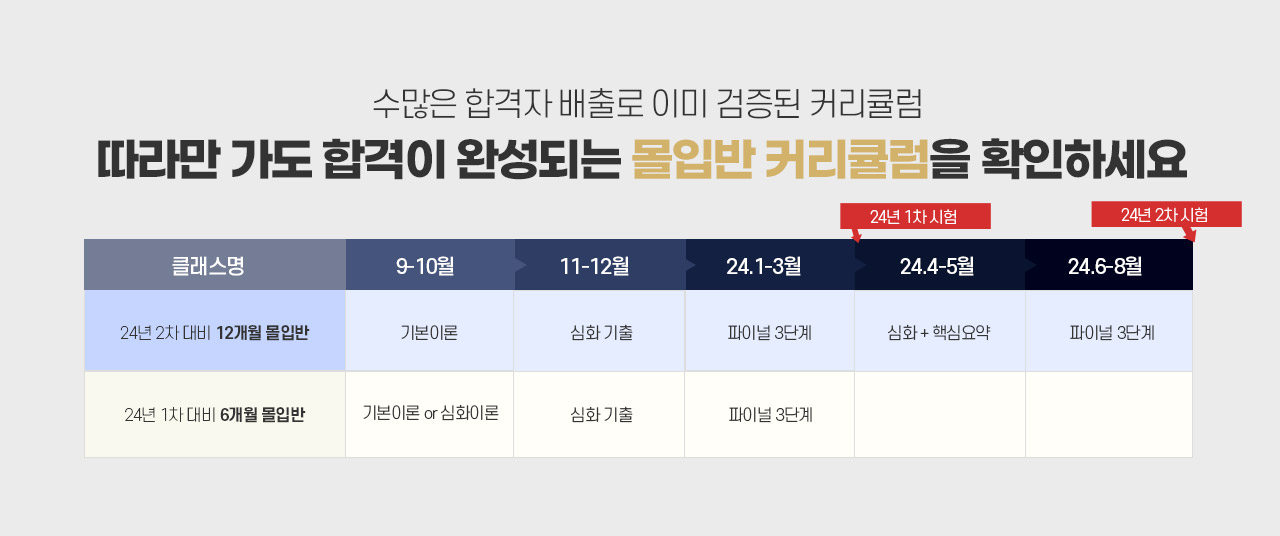 수많은 합격자 배출로 이미 검증된 커리큘럼
따라만 가도 합격이 완성되는 몰입반 커리큘럼을 확인하세요
24년 1차 시험
24년 2차 시험
클래스명
9-10월
11-12월
24.1-3월
24.4-5월
24.6-8월
24년 2차 대비 12개월 몰입반
기본이론
심화 기출
파이널 3단계
심화 + 핵심요약
파이널 3단계
24년 1차 대비 6개월 몰입반
기본이론 or 심화이론
심화 기출
파이널 3단계